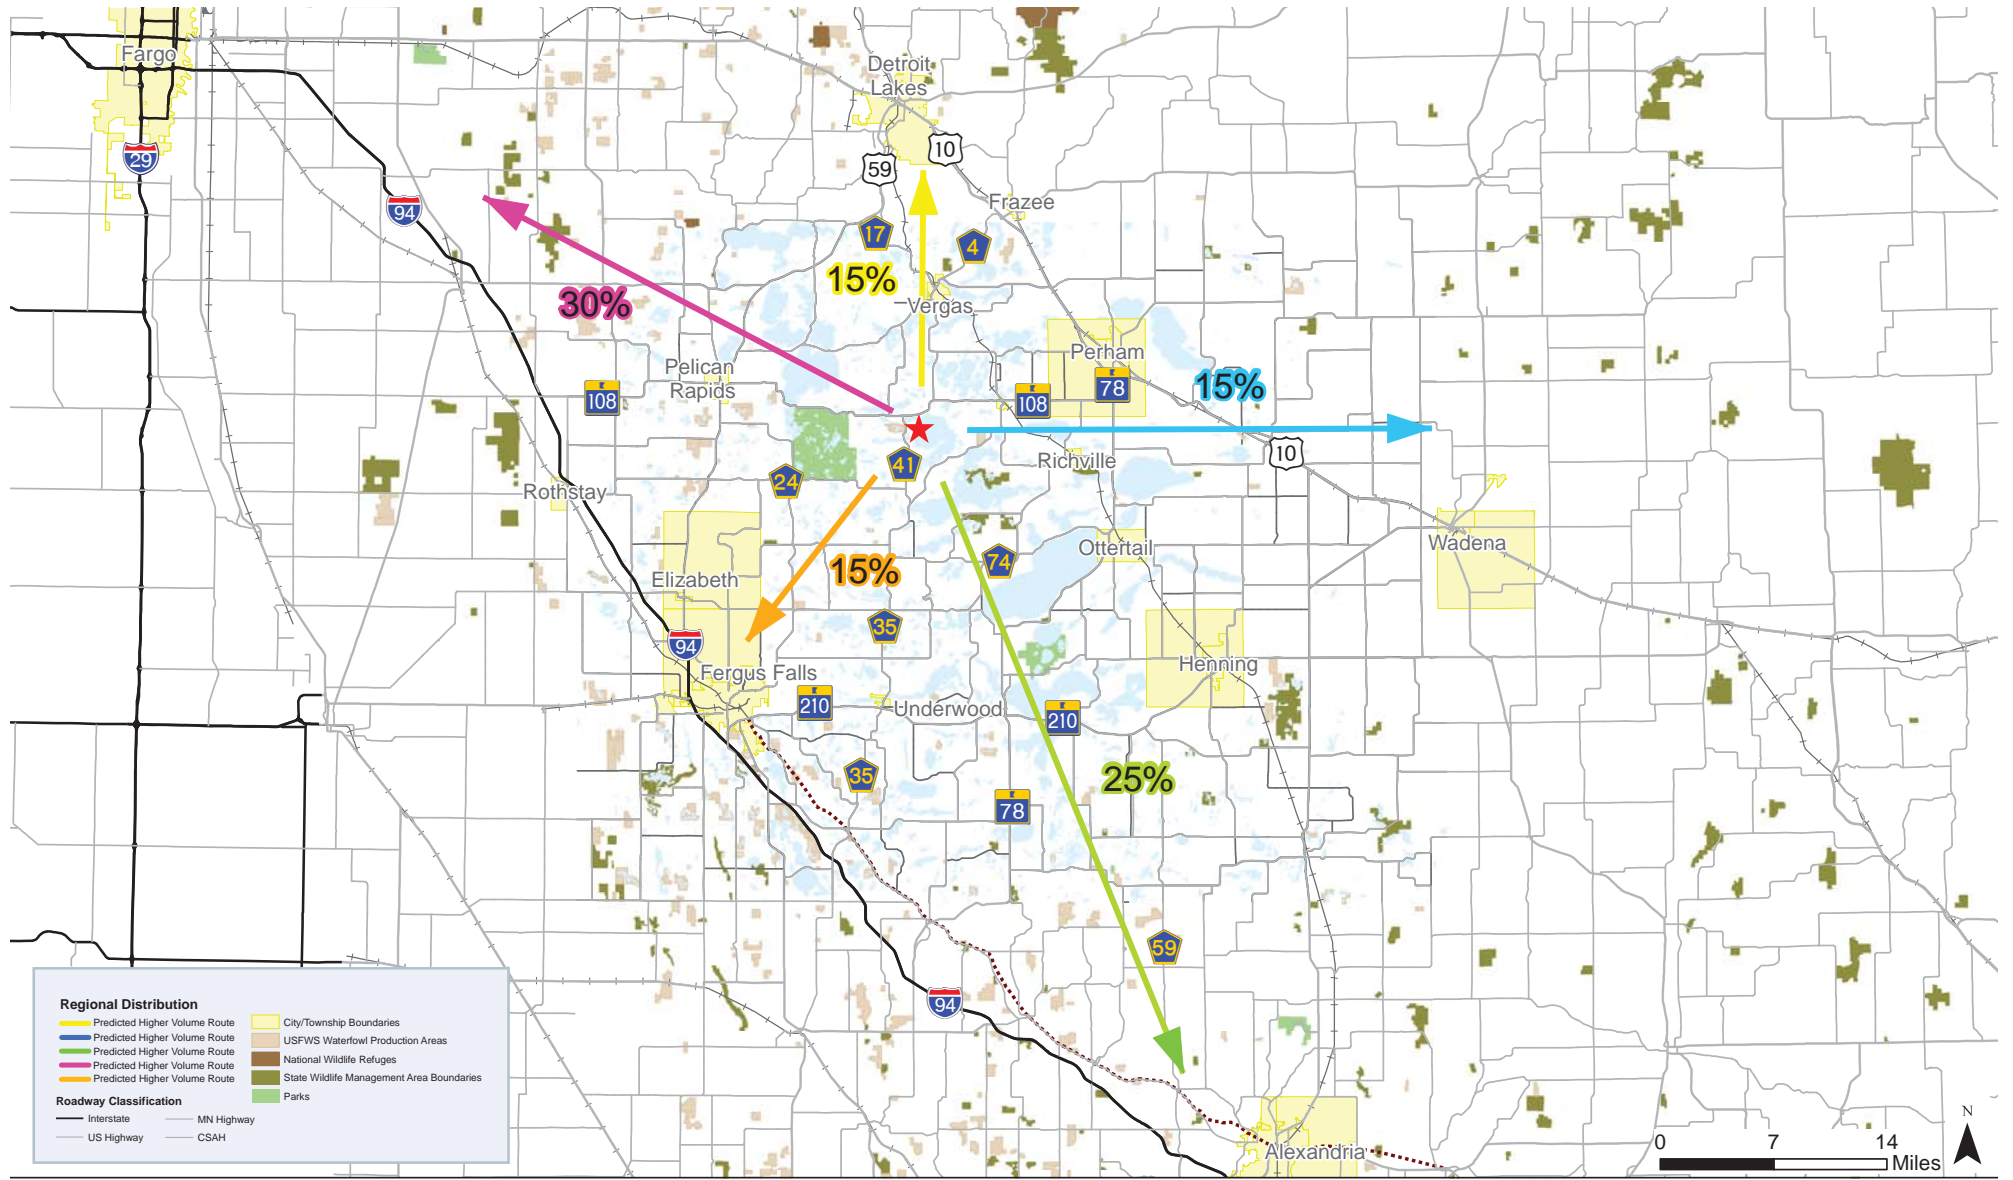 Fargo
Detroit
Lakes
29
10
59
94
Frazee
17
4
15%
30%
Vergas
Pelican
Rapids
Perham
108
108
78
15%
41
24
Richville
10
Rothstay
Wadena
Ottertail
74
15%
Elizabeth
35
94
Fergus Falls
Henning
210
Underwood
210
35
25%
78
59
94
Alexandria
Regional Distribution
Predicted Higher Volume Route
Predicted Higher Volume Route
Predicted Higher Volume Route
Predicted Higher Volume Route
Predicted Higher Volume Route
City/Township Boundaries
USFWS Waterfowl Production Areas
National Wildlife Refuges
State Wildlife Management Area Boundaries
Parks
Roadway Classification
Interstate
MN Highway
US Highway
CSAH
N
0 7 14
Miles